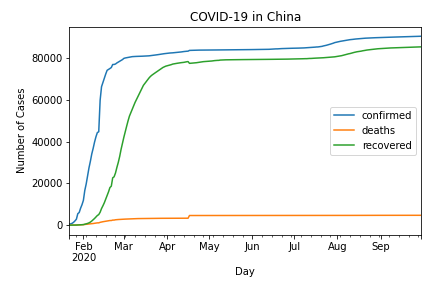 COVID-19 in China
Number of Cases
80000
60000
40000
20000
0
confirmed
deaths
recovered
Feb Mar Apr May Jun Jul Aug Sep
2020
Day